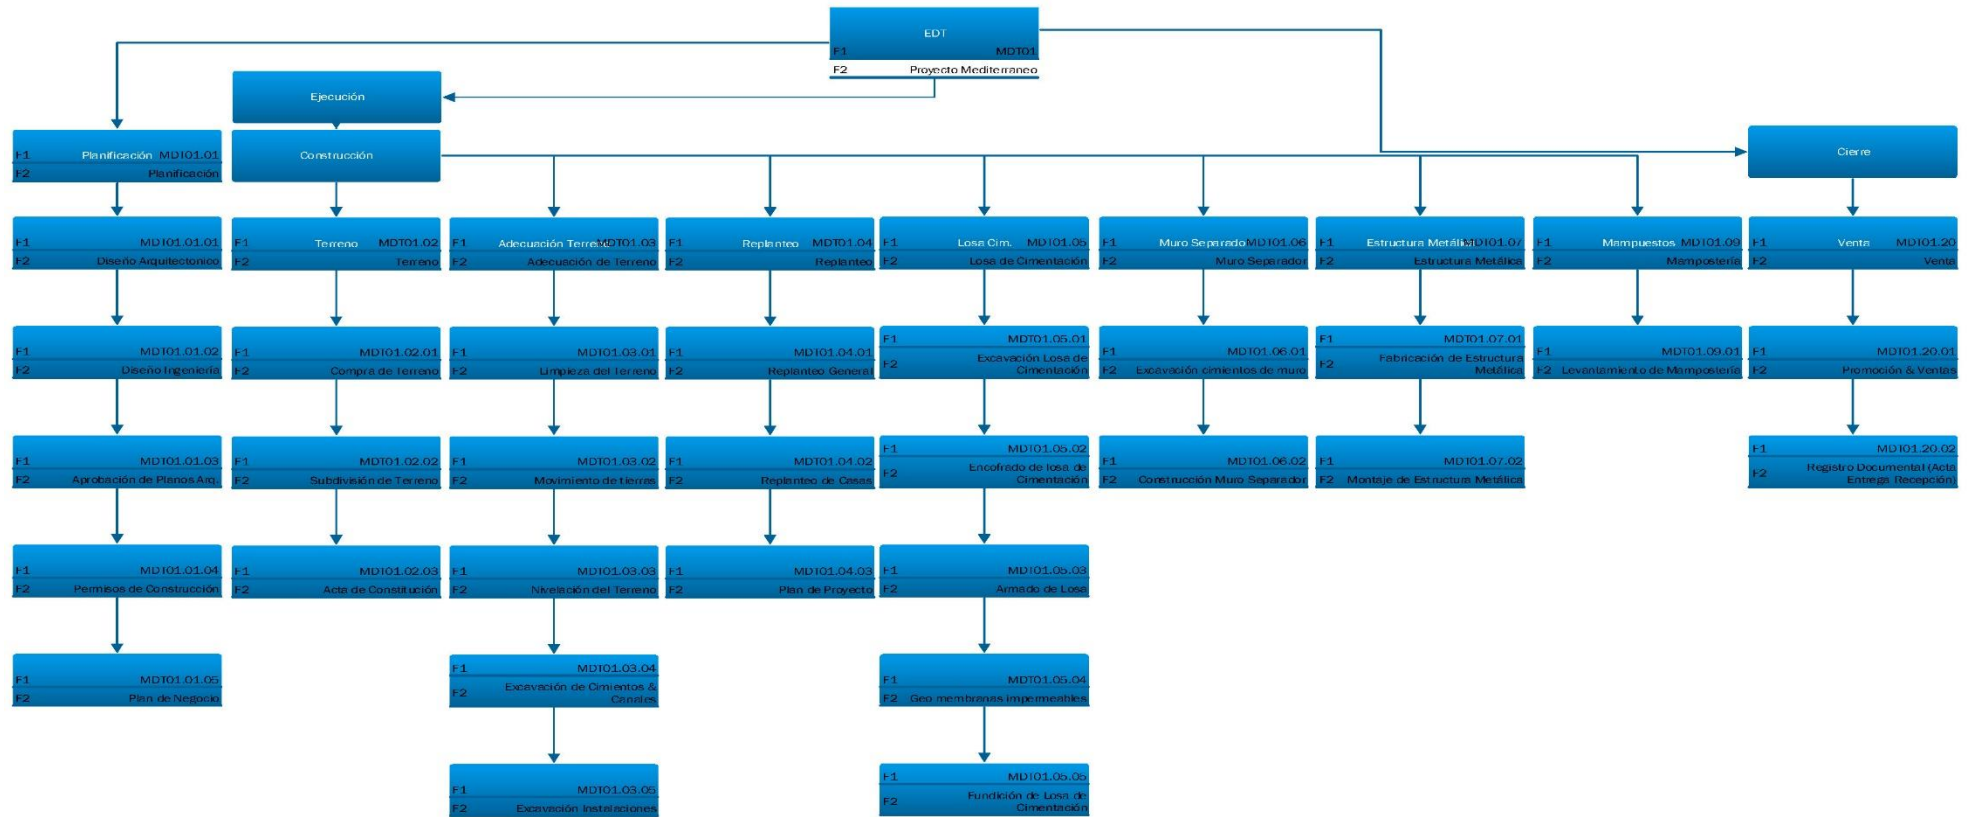 EDT
F1 MDT01
F2 Proyecto Mediterraneo
Ejecución
F1 Planificación MDT01.01
F2 Planificación
Construcción
Cierre
F1 MDT01.01.01
F2 Diseño Arquitectonico
F1 Terreno MDT01.02
F2 Terreno
F1 Adecuación Terreno MDT01.03
F2 Adecuación de Terreno
F1 Replanteo MDT01.04
F2 Replanteo
F1 Losa Cim. MDT01.05
F2 Losa de Cimentación
F1 Muro Separado MDT01.06
F2 Muro Separador
F1 Estructura Metálica MDT01.07
F2 Estructura Metálica
F1 Mampuestos MDT01.09
F2 Mampostería
F1 Venta MDT01.20
F2 Venta
F1 MDT01.01.02
F2 Diseño Ingeniería
F1 MDT01.02.01
F2 Compra de Terreno
F1 MDT01.03.01
F2 Limpieza del Terreno
F1 MDT01.04.01
F2 Replanteo General
F1 MDT01.05.01
F2 Excavación Losa de
Cimentación
F1 MDT01.06.01
F2 Excavación cimientos de muro
F1 MDT01.07.01
F2 Fabricación de Estructura
Metálica
F1 MDT01.09.01
F2 Levantamiento de Mampostería
F1 MDT01.20.01
F2 Promoción & Ventas
F1 MDT01.01.03
F2 Aprobación de Planos Arq.
F1 MDT01.02.02
F2 Subdivisión de Terreno
F1 MDT01.03.02
F2 Movimiento de tierras
F1 MDT01.04.02
F2 Replanteo de Casas
F1 MDT01.05.02
F2 Encofrado de losa de
Cimentación
F1 MDT01.06.02
F2 Construcción Muro Separador
F1 MDT01.07.02
F2 Montaje de Estructura Metálica
F1 MDT01.20.02
F2 Registro Documental (Acta
Entrega Recepción)
F1 MDT01.01.04
F2 Permisos de Construcción
F1 MDT01.02.03
F2 Acta de Constitución
F1 MDT01.03.03
F2 Nivelación del Terreno
F1 MDT01.04.03
F2 Plan de Proyecto
F1 MDT01.05.03
F2 Armado de Losa
F1 MDT01.01.05
F2 Plan de Negocio
F1 MDT01.03.04
F2 Excavación de Cimientos &
Canales
F1 MDT01.05.04
F2 Geo membranas impermeables
F1 MDT01.03.05
F2 Excavación Instalaciones
F1 MDT01.05.05
F2 Fundición de Losa de
Cimentación